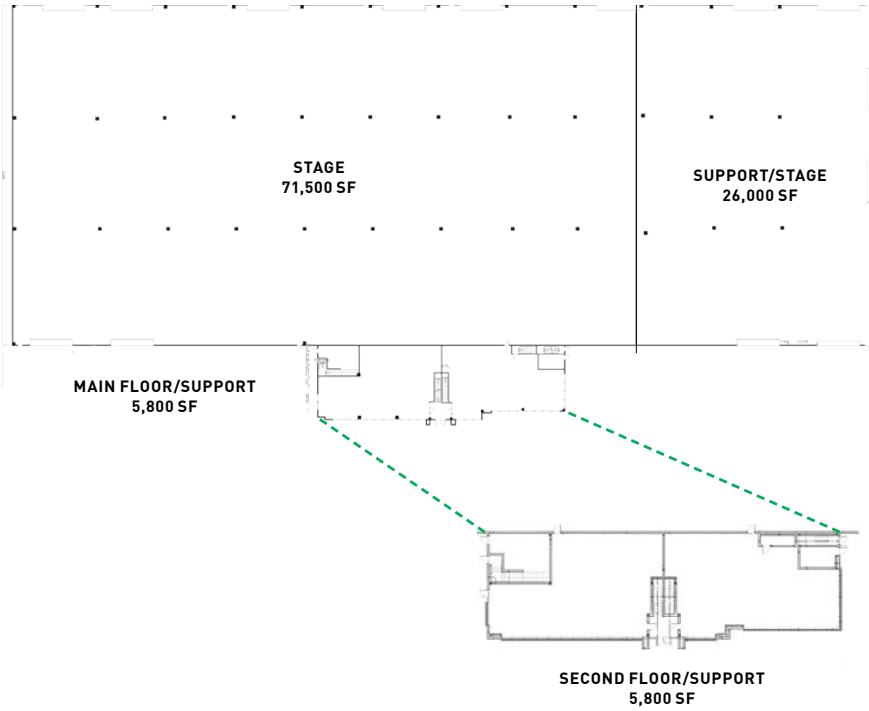 STAGE
71,500 SF
SUPPORT/STAGE
26,000 SF
MAIN FLOOR/SUPPORT
5,800 SF
SECOND FLOOR/SUPPORT
5,800 SF